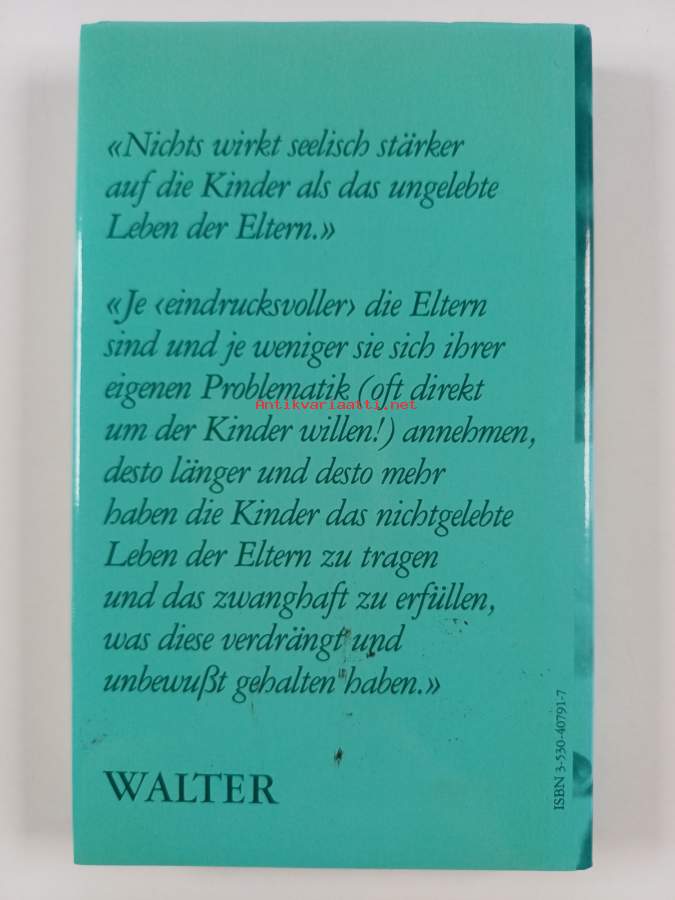 «Nichts wirkt seelisch stärker
auf die Kinder als das ungelebte
Leben der Eltern.»
«Je ‹eindrucksvoller› die Eltern
sind und je weniger sie sich ihrer
eigenen Problematik (oft direkt
Antikvariaatti.net
um der Kinder willen!) annehmen,
desto länger und desto mehr
haben die Kinder das nichtgelebte
Leben der Eltern zu tragen
und das zwanghaft zu erfüllen,
was diese verdrängt und
unbewußt gehalten haben.»
WALTER
ISBN 3-530-40791-7